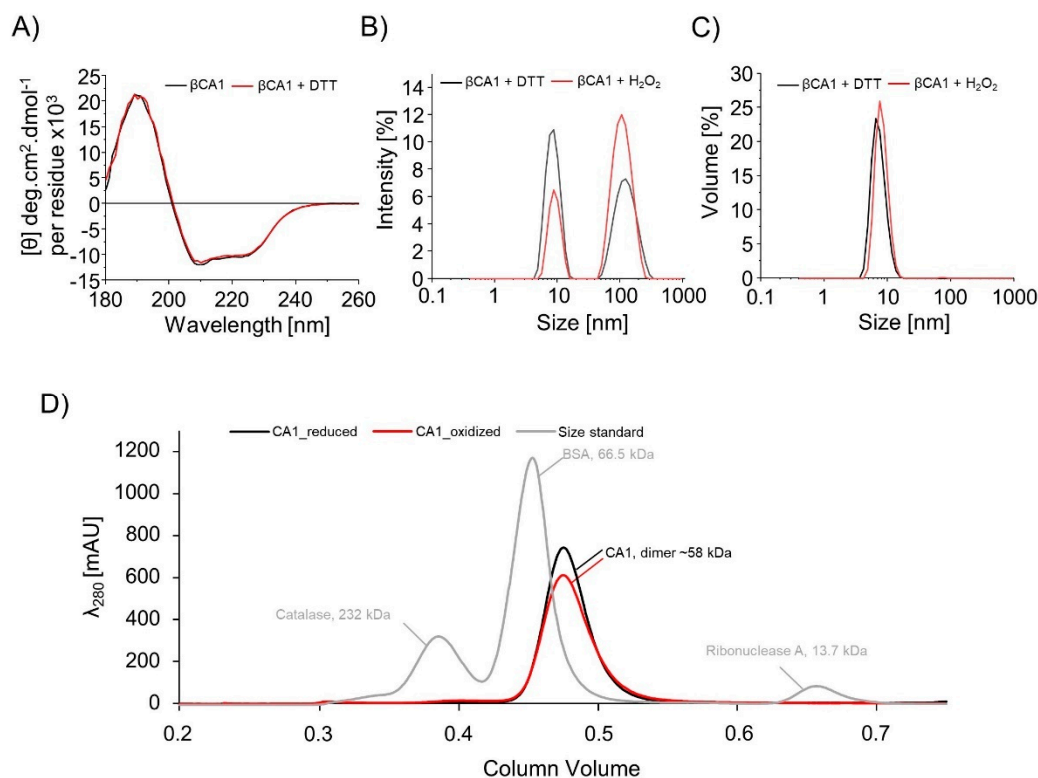 A)
βCA1 βCA1 + DTT
[θ] deg.cm².dmol⁻¹
per residue x10³
25
20
15
10
5
0
-5
-10
-15
180 200 220 240 260
Wavelength [nm]
B)
βCA1 + DTT βCA1 + H₂O₂
Intensity [%]
14
12
10
8
6
4
2
0
0.1 1 10 100 1000
Size [nm]
C)
βCA1 + DTT βCA1 + H₂O₂
Volume [%]
30
25
20
15
10
5
0
0.1 1 10 100 1000
Size [nm]
D)
CA1_reduced CA1_oxidized Size standard
BSA, 66.5 kDa
CA1, dimer ~58 kDa
Catalase, 232 kDa
Ribonuclease A, 13.7 kDa
λ₂₈₀ [mAU]
1200
1000
800
600
400
200
0
0.2 0.3 0.4 0.5 0.6 0.7
Column Volume